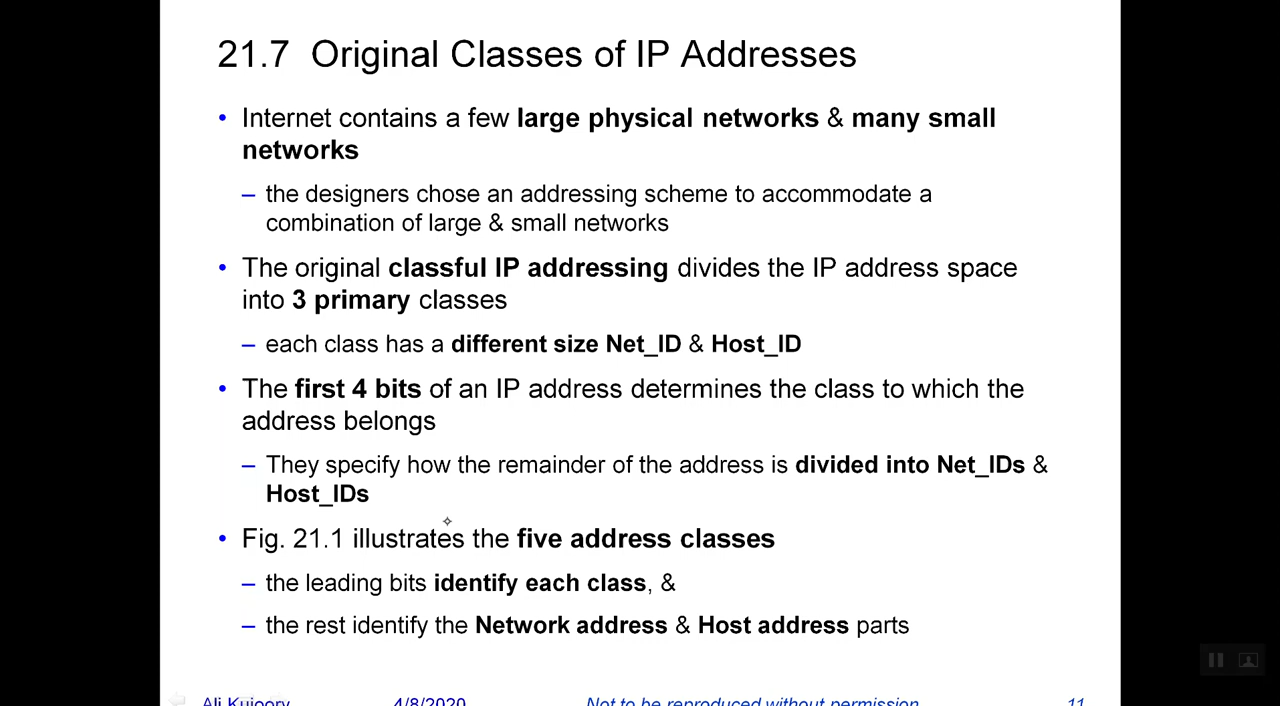 21.7 Original Classes of IP Addresses
• Internet contains a few large physical networks & many small
networks
– the designers chose an addressing scheme to accommodate a
combination of large & small networks
• The original classful IP addressing divides the IP address space
into 3 primary classes
– each class has a different size Net_ID & Host_ID
• The first 4 bits of an IP address determines the class to which the
address belongs
– They specify how the remainder of the address is divided into Net_IDs &
Host_IDs
• Fig. 21.1 illustrates the five address classes
– the leading bits identify each class, &
– the rest identify the Network address & Host address parts
Ali Kujoory 4/8/2020 Not to be reproduced without permission 11